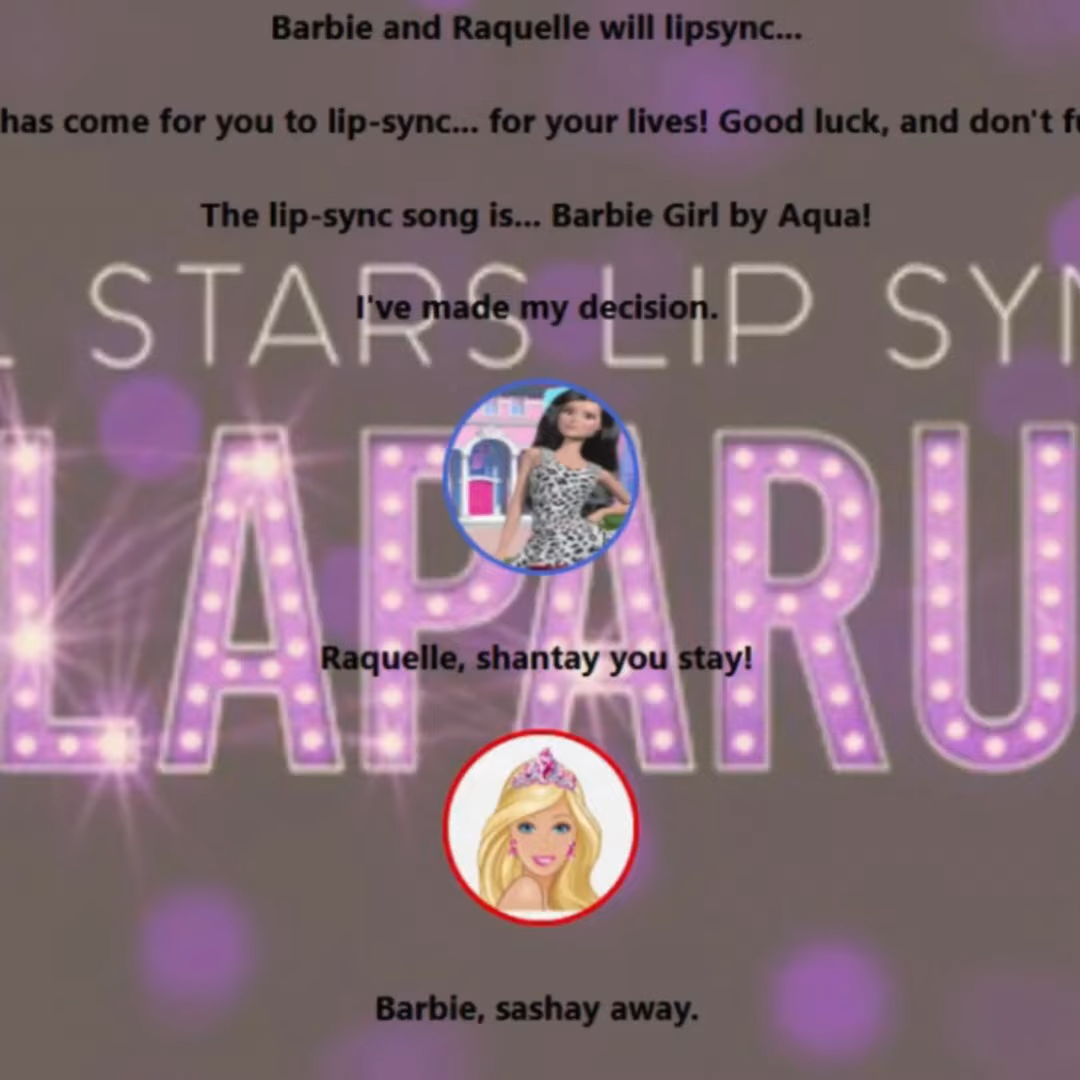 Barbie and Raquelle will lipsync...
has come for you to lip-sync... for your lives! Good luck, and don't
The lip-sync song is... Barbie Girl by Aqua!
STARS LIP
I've made my decision.
LAPARU
Raquelle, shantay you stay!
Barbie, sashay away.